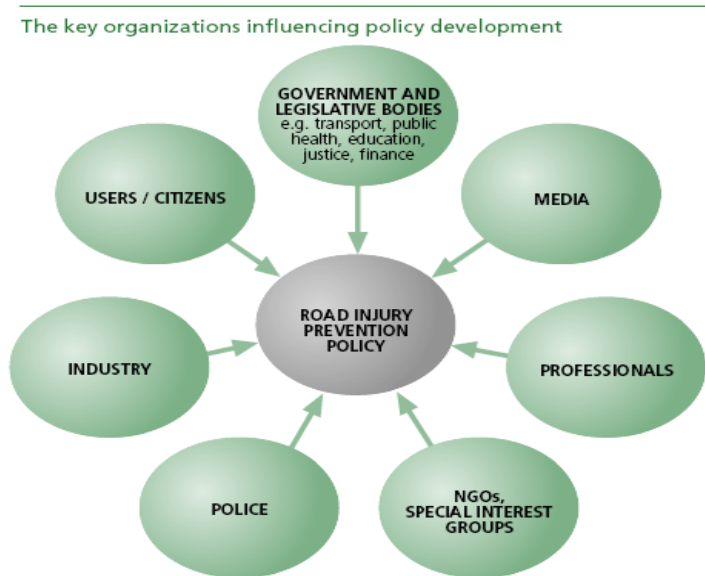 The key organizations influencing policy development
GOVERNMENT AND
LEGISLATIVE BODIES
e.g. transport, public
health, education,
justice, finance
USERS / CITIZENS
MEDIA
ROAD INJURY
PREVENTION
POLICY
INDUSTRY
PROFESSIONALS
POLICE
NGOs,
SPECIAL INTEREST
GROUPS